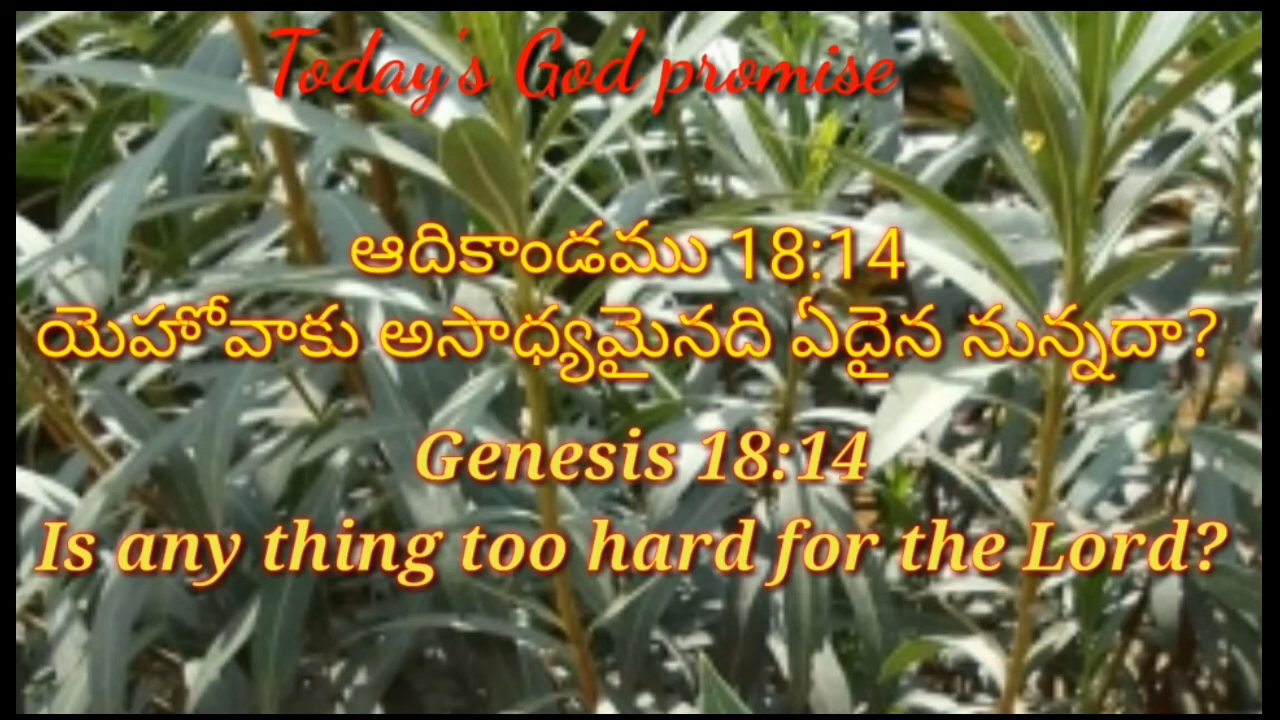 Today's God promise
ఆదికాండము 18:14
యెహోవాకు అసాధ్యమైనది ఏదైన నున్నదా?
Genesis 18:14
Is any thing too hard for the Lord?